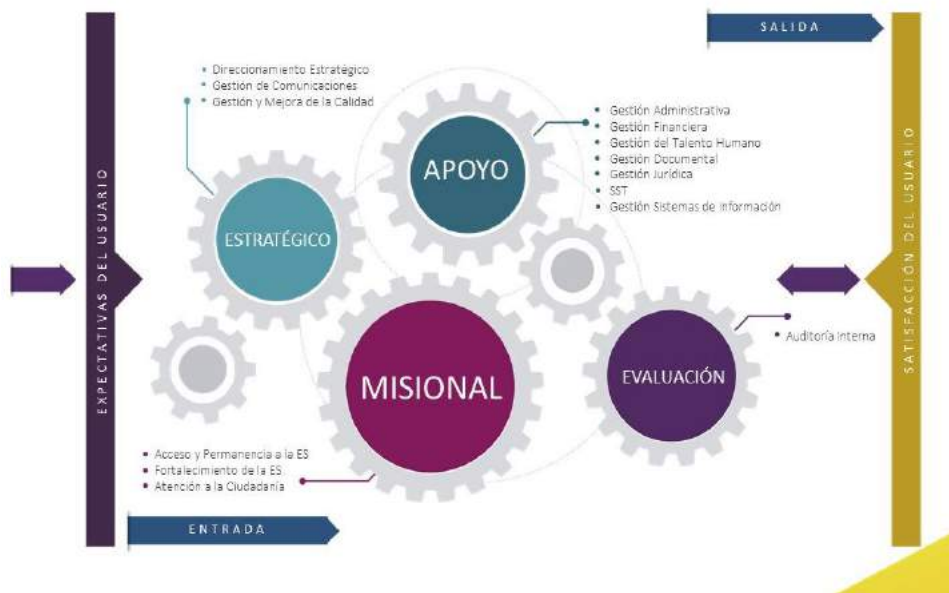 SALIDA
• Direccionamiento Estratégico
• Gestión de Comunicaciones
• Gestión y Mejora de la Calidad
• Gestión Administrativa
• Gestión Financiera
• Gestión del Talento Humano
• Gestión Documental
• Gestión Jurídica
• SST
• Gestión Sistemas de Información
APOYO
ESTRATÉGICO
EXPECTATIVAS DEL USUARIO
SATISFACCIÓN DEL USUARIO
• Auditoría Interna
MISIONAL
EVALUACIÓN
• Acceso y Permanencia a la ES
• Fortalecimiento de la ES
• Atención a la Ciudadanía
ENTRADA